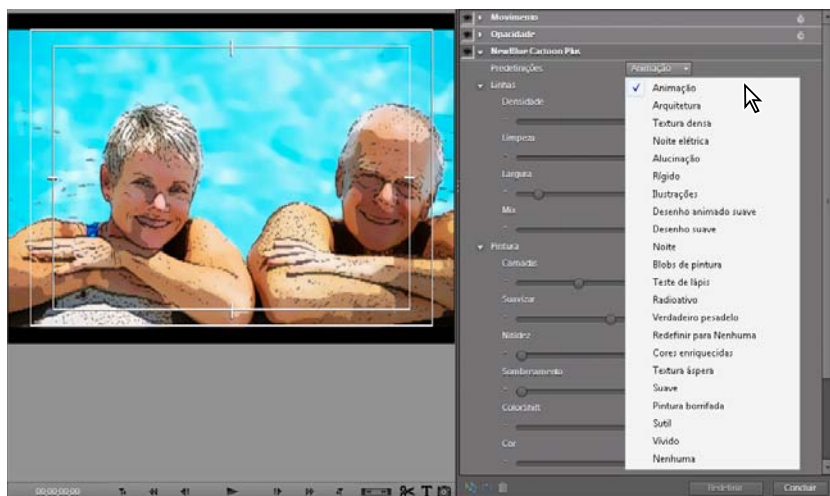 Movimento
Opacidade
NewBlue Cartoon Plus
Predefinições
Animação
Linhas
Densidade
Limpeza
Largura
Mix
Pintura
Camadas
Suavizar
Nitidez
Sombreamento
ColorShift
Cor
Animação
Arquitetura
Textura densa
Noite elétrica
Alucinação
Rígido
Ilustrações
Desenho animado suave
Desenho suave
Noite
Blobs de pintura
Teste de lápis
Radioativo
Verdadeiro pesadelo
Redefinir para Nenhuma
Cores enriquecidas
Textura áspera
Suave
Pintura borrifada
Sutil
Vívido
Nenhuma
00;00;00;00
T
Redefinir
Concluir